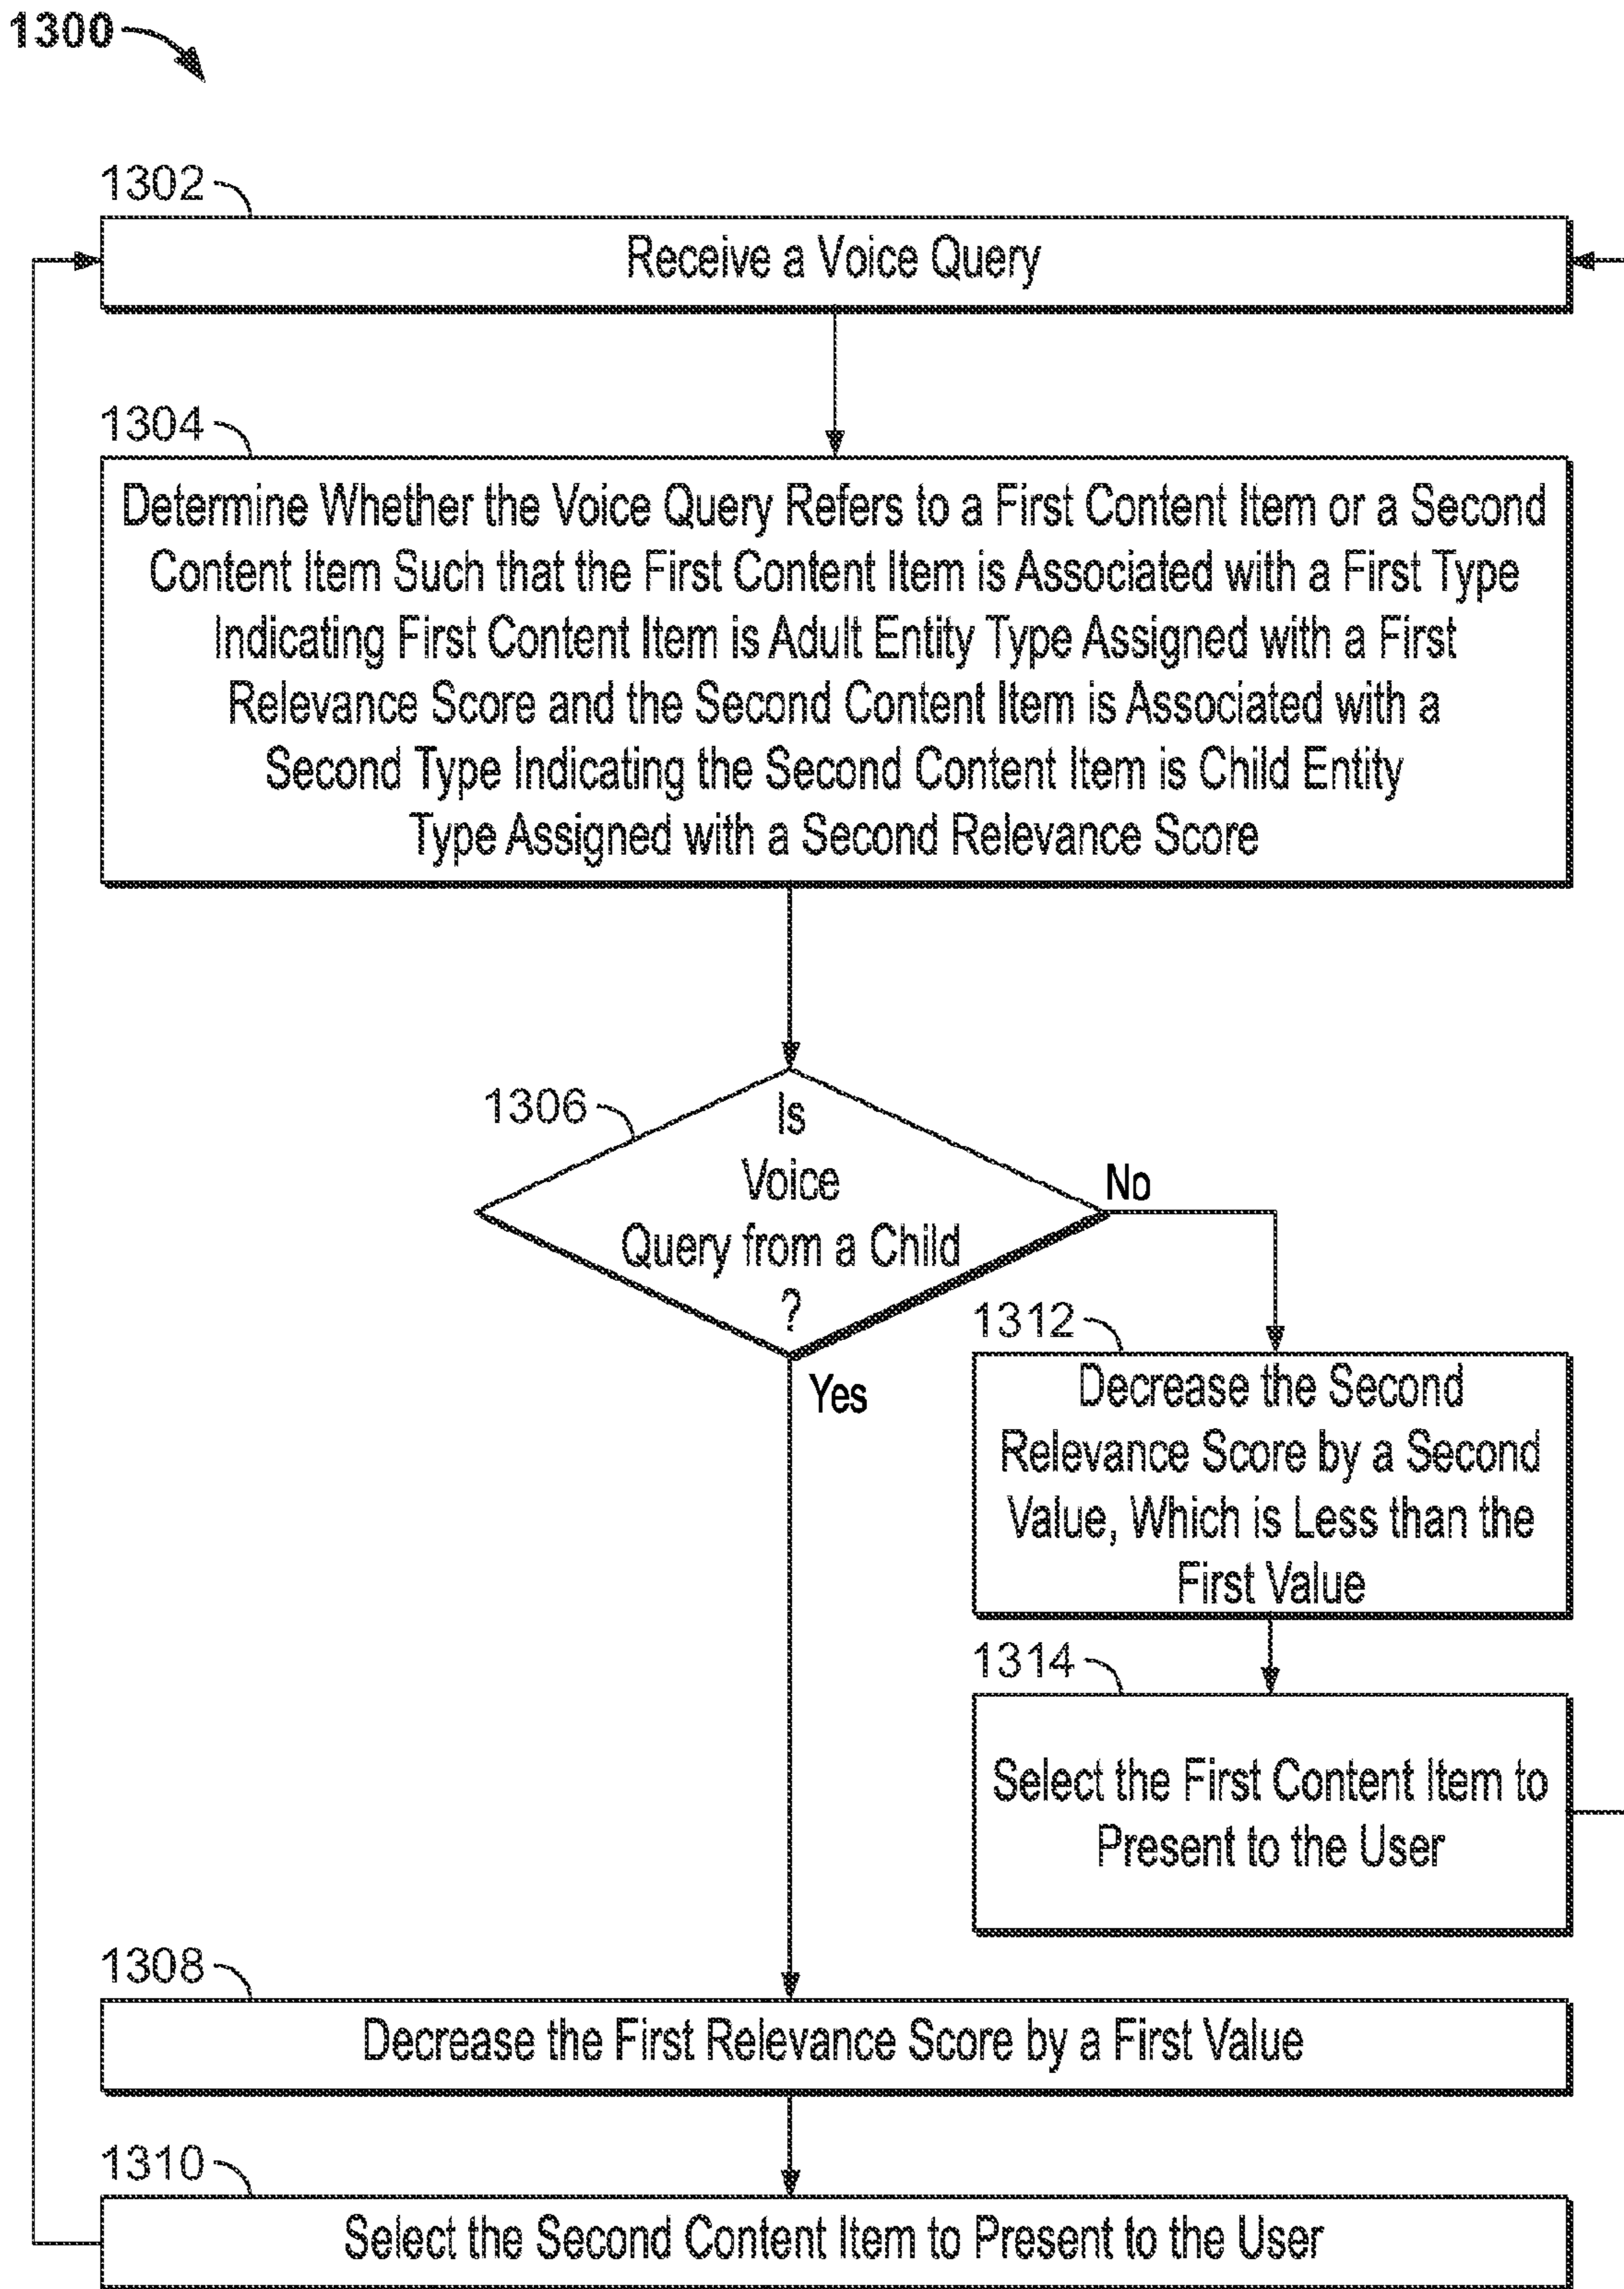 1300
1302
Receive a Voice Query
1304
Determine Whether the Voice Query Refers to a First Content Item or a Second
Content Item Such that the First Content Item is Associated with a First Type
Indicating First Content Item is Adult Entity Type Assigned with a First
Relevance Score and the Second Content Item is Associated with a
Second Type Indicating the Second Content Item is Child Entity
Type Assigned with a Second Relevance Score
1306
Is
Voice
Query from a Child
?
No
Yes
1312
Decrease the Second
Relevance Score by a Second
Value, Which is Less than the
First Value
1314
Select the First Content Item to
Present to the User
1308
Decrease the First Relevance Score by a First Value
1310
Select the Second Content Item to Present to the User